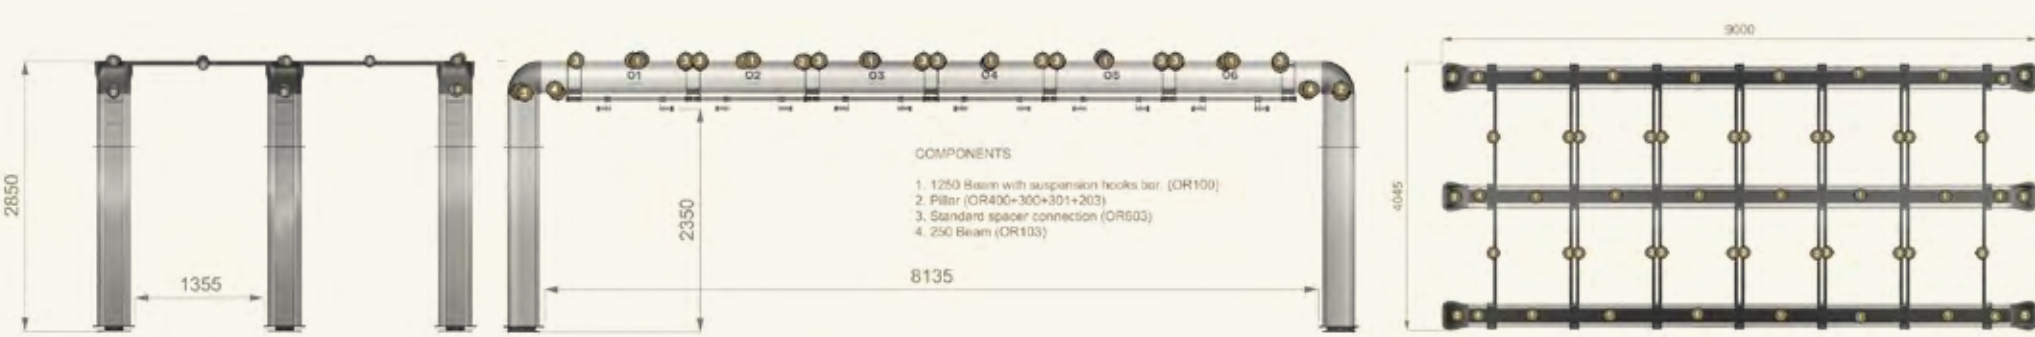 2850
1355
01 02 03 04 05 06
2350
8135
COMPONENTS
1. 1250 Beam with suspension hooks bar. (OR100)
2. Pillar (OR400+300+301+203)
3. Standard spacer connection (OR603)
4. 250 Beam (OR103)
9000
4045